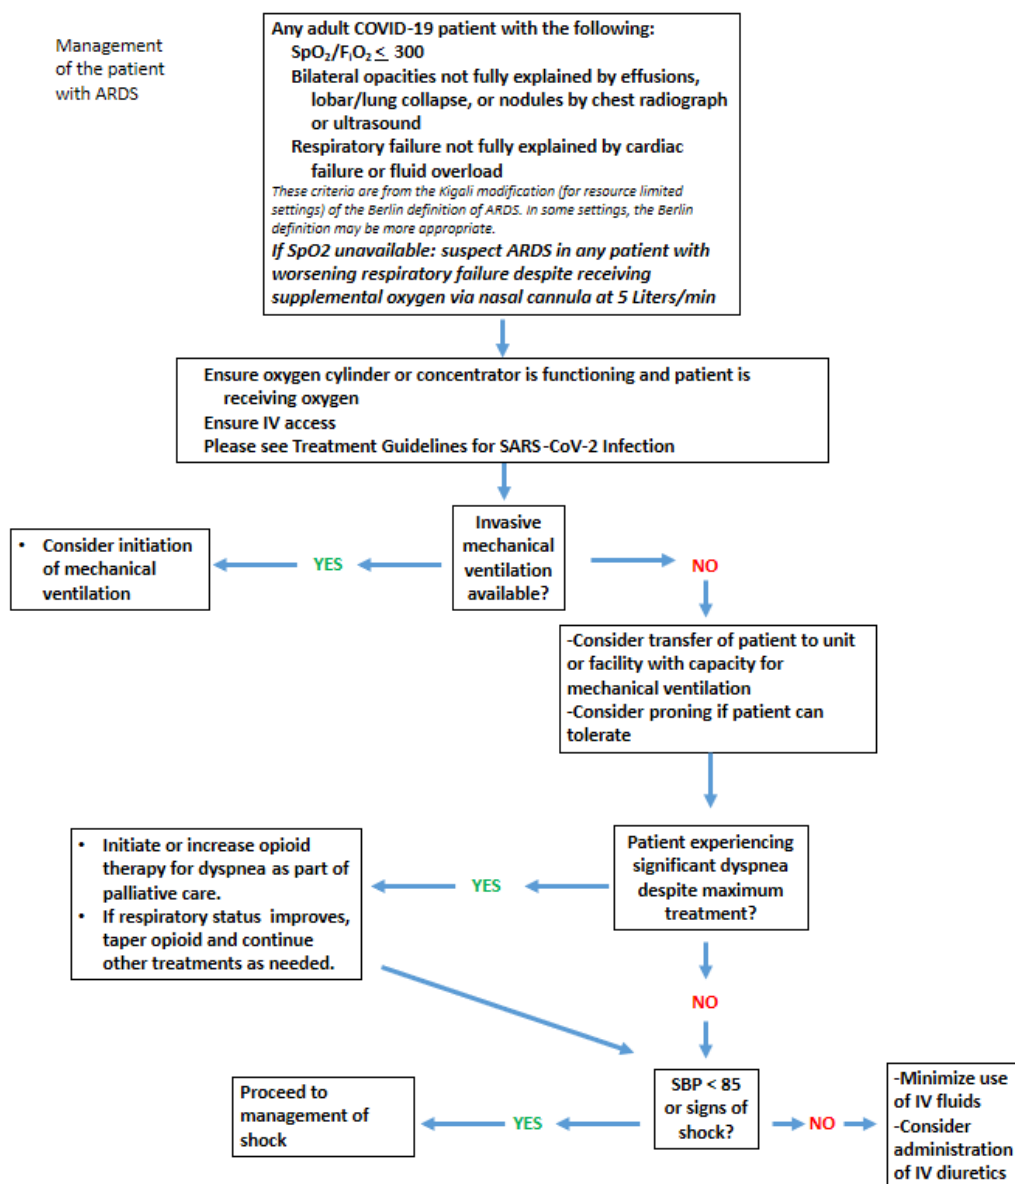 Management
of the patient
with ARDS
Any adult COVID-19 patient with the following:
SpO₂/FᵢO₂ ≤ 300
Bilateral opacities not fully explained by effusions,
lobar/lung collapse, or nodules by chest radiograph
or ultrasound
Respiratory failure not fully explained by cardiac
failure or fluid overload
These criteria are from the Kigali modification (for resource limited
settings) of the Berlin definition of ARDS. In some settings, the Berlin
definition may be more appropriate.
If SpO2 unavailable: suspect ARDS in any patient with
worsening respiratory failure despite receiving
supplemental oxygen via nasal cannula at 5 Liters/min
Ensure oxygen cylinder or concentrator is functioning and patient is
receiving oxygen
Ensure IV access
Please see Treatment Guidelines for SARS-CoV-2 Infection
Invasive
mechanical
ventilation
available?
YES
• Consider initiation
of mechanical
ventilation
NO
-Consider transfer of patient to unit
or facility with capacity for
mechanical ventilation
-Consider proning if patient can
tolerate
Patient experiencing
significant dyspnea
despite maximum
treatment?
YES
• Initiate or increase opioid
therapy for dyspnea as part of
palliative care.
• If respiratory status improves,
taper opioid and continue
other treatments as needed.
NO
SBP < 85
or signs of
shock?
YES
Proceed to
management of
shock
NO
-Minimize use
of IV fluids
-Consider
administration
of IV diuretics